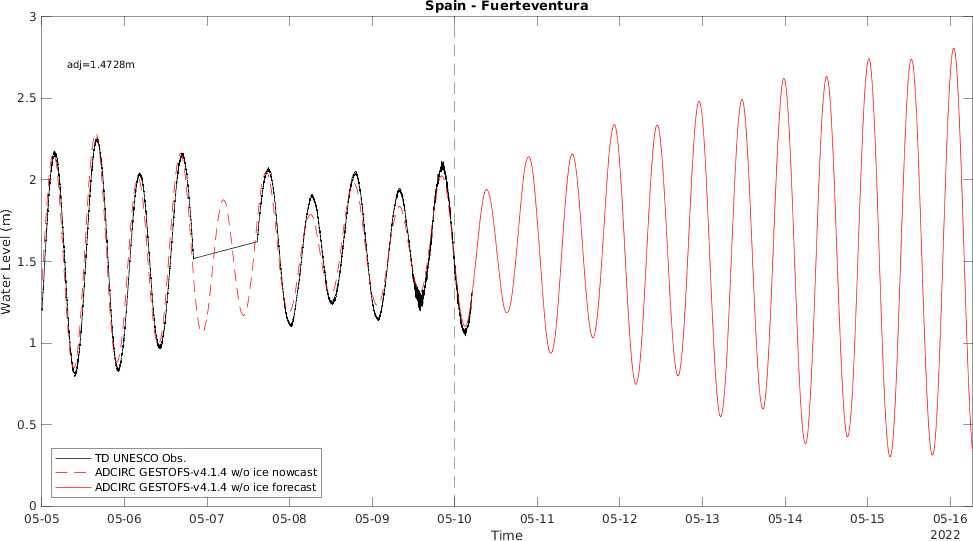 Spain - Fuerteventura
adj=1.4728m
Water Level (m)
3
2.5
2
1.5
1
0.5
0
TD UNESCO Obs.
ADCIRC GESTOFS-v4.1.4 w/o ice nowcast
ADCIRC GESTOFS-v4.1.4 w/o ice forecast
05-05 05-06 05-07 05-08 05-09 05-10 05-11 05-12 05-13 05-14 05-15 05-16
2022
Time